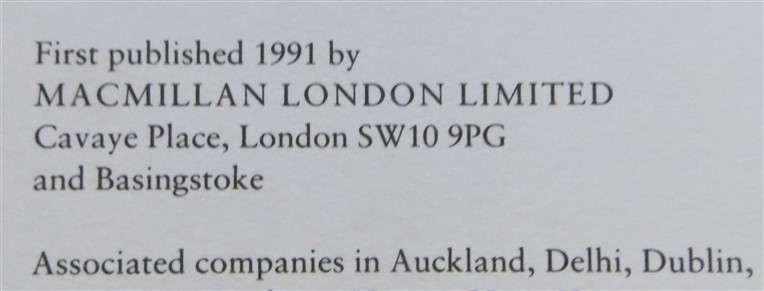 First published 1991 by
MACMILLAN LONDON LIMITED
Cavaye Place, London SW10 9PG
and Basingstoke
Associated companies in Auckland, Delhi, Dublin,